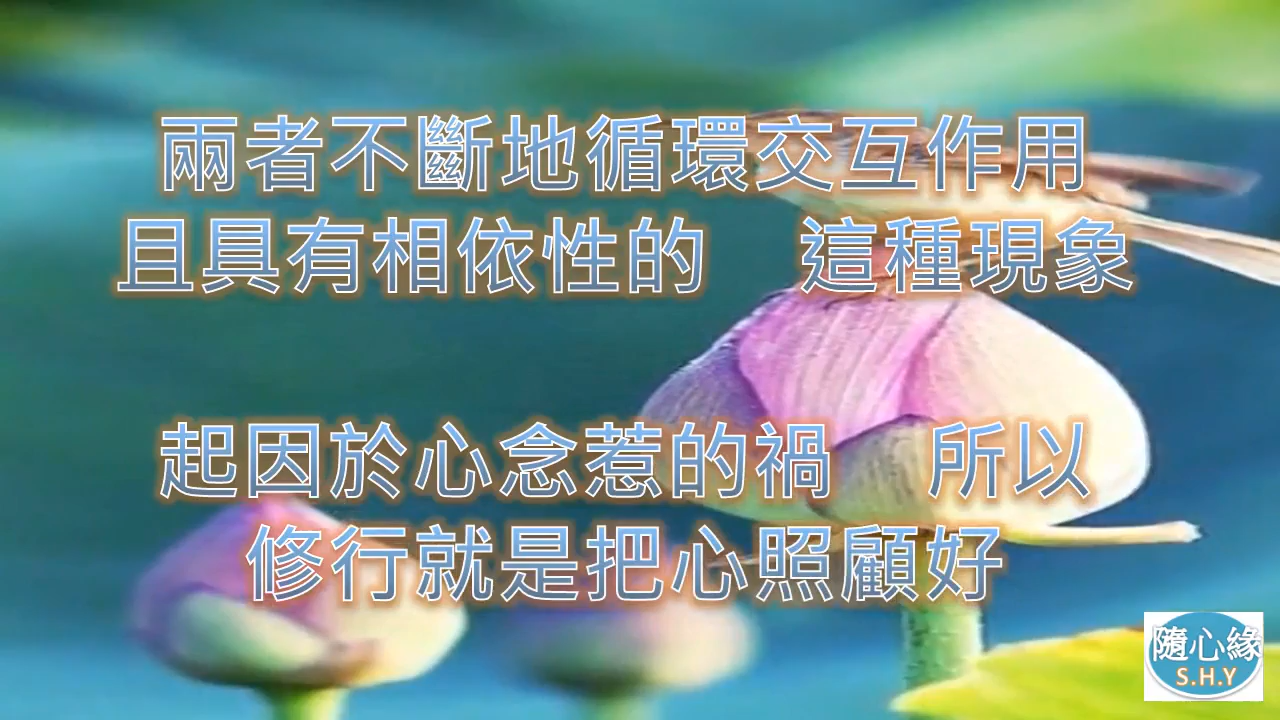 兩者不斷地循環交互作用
且具有相依性的　這種現象
起因於心念惹的禍　所以
修行就是把心照顧好
隨心緣
S.H.Y